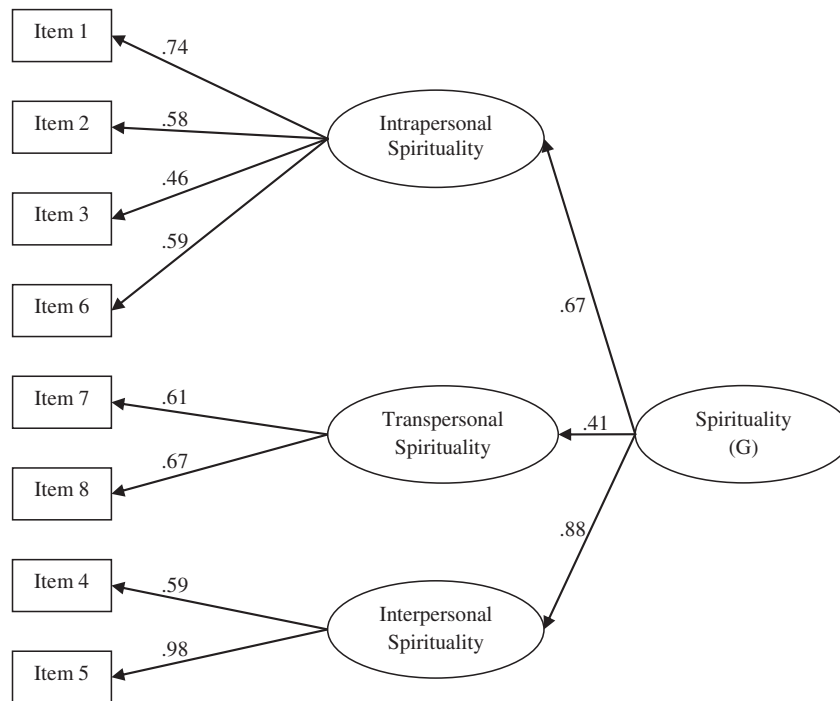 Item 1
.74
Item 2
.58
Intrapersonal
Spirituality
Item 3
.46
Item 6
.59
.67
Item 7
.61
Transpersonal
Spirituality
.41
Spirituality
(G)
Item 8
.67
.88
Item 4
.59
Interpersonal
Spirituality
Item 5
.98